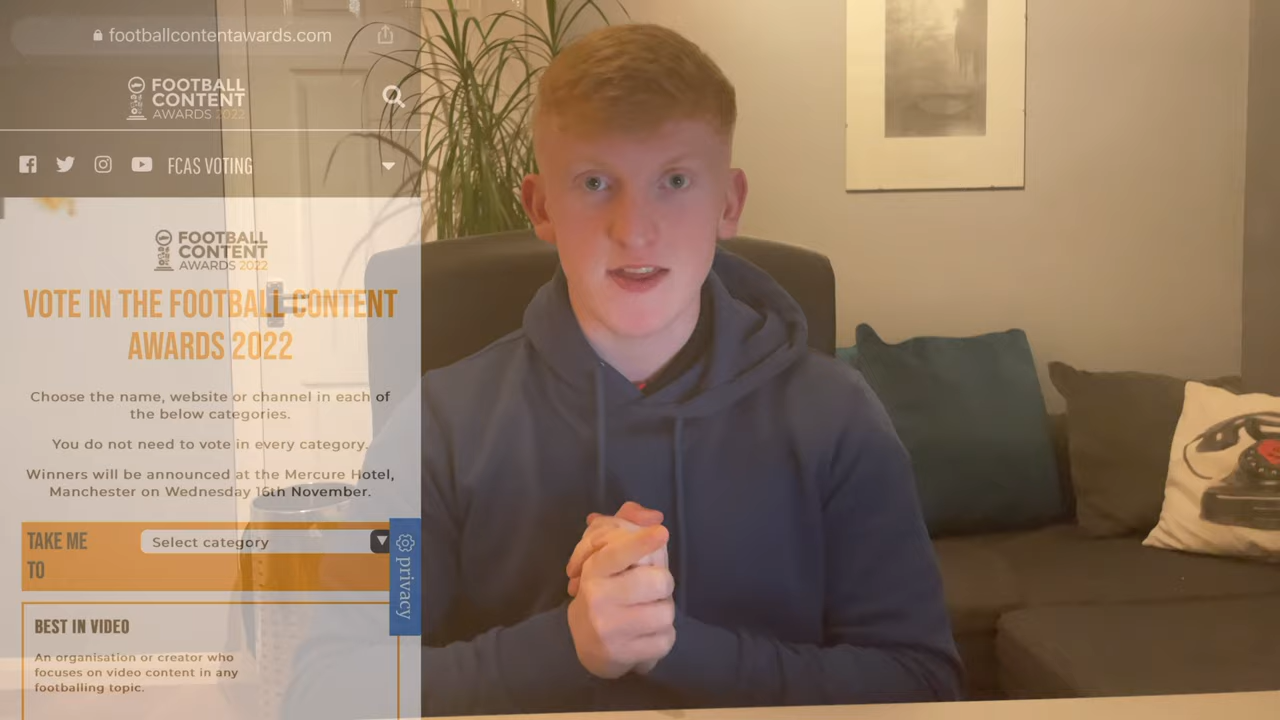 footballcontentawards.com
FOOTBALL
CONTENT
AWARDS 2022
FCAS VOTING
FOOTBALL
CONTENT
AWARDS 2022
VOTE IN THE FOOTBALL CONTENT
AWARDS 2022
Choose the name, website or channel in each of
the below categories.
You do not need to vote in every category.
Winners will be announced at the Mercure Hotel,
Manchester on Wednesday 16th November.
TAKE ME
TO
Select category
privacy
BEST IN VIDEO
An organisation or creator who
focuses on video content in any
footballing topic.